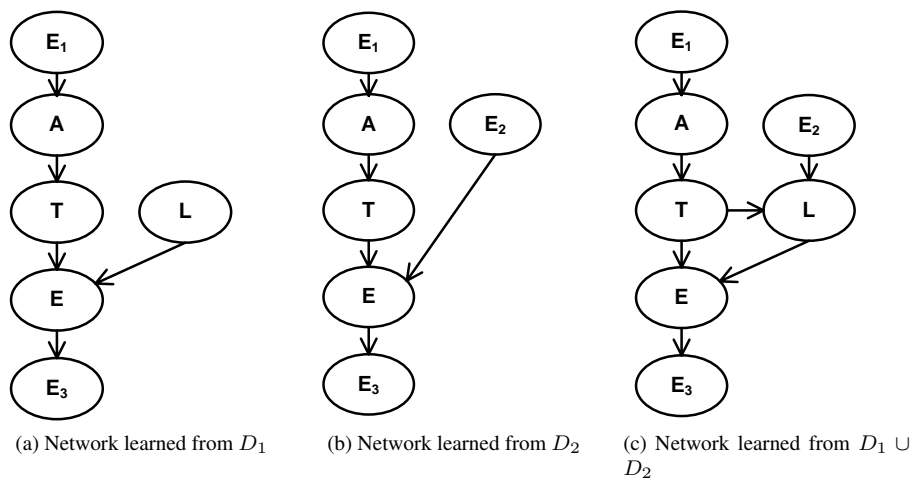 E₁
A
T
L
E
E₃
(a) Network learned from D₁
E₁
A
E₂
T
E
E₃
(b) Network learned from D₂
E₁
A
E₂
T
L
E
E₃
(c) Network learned from D₁ ∪
D₂